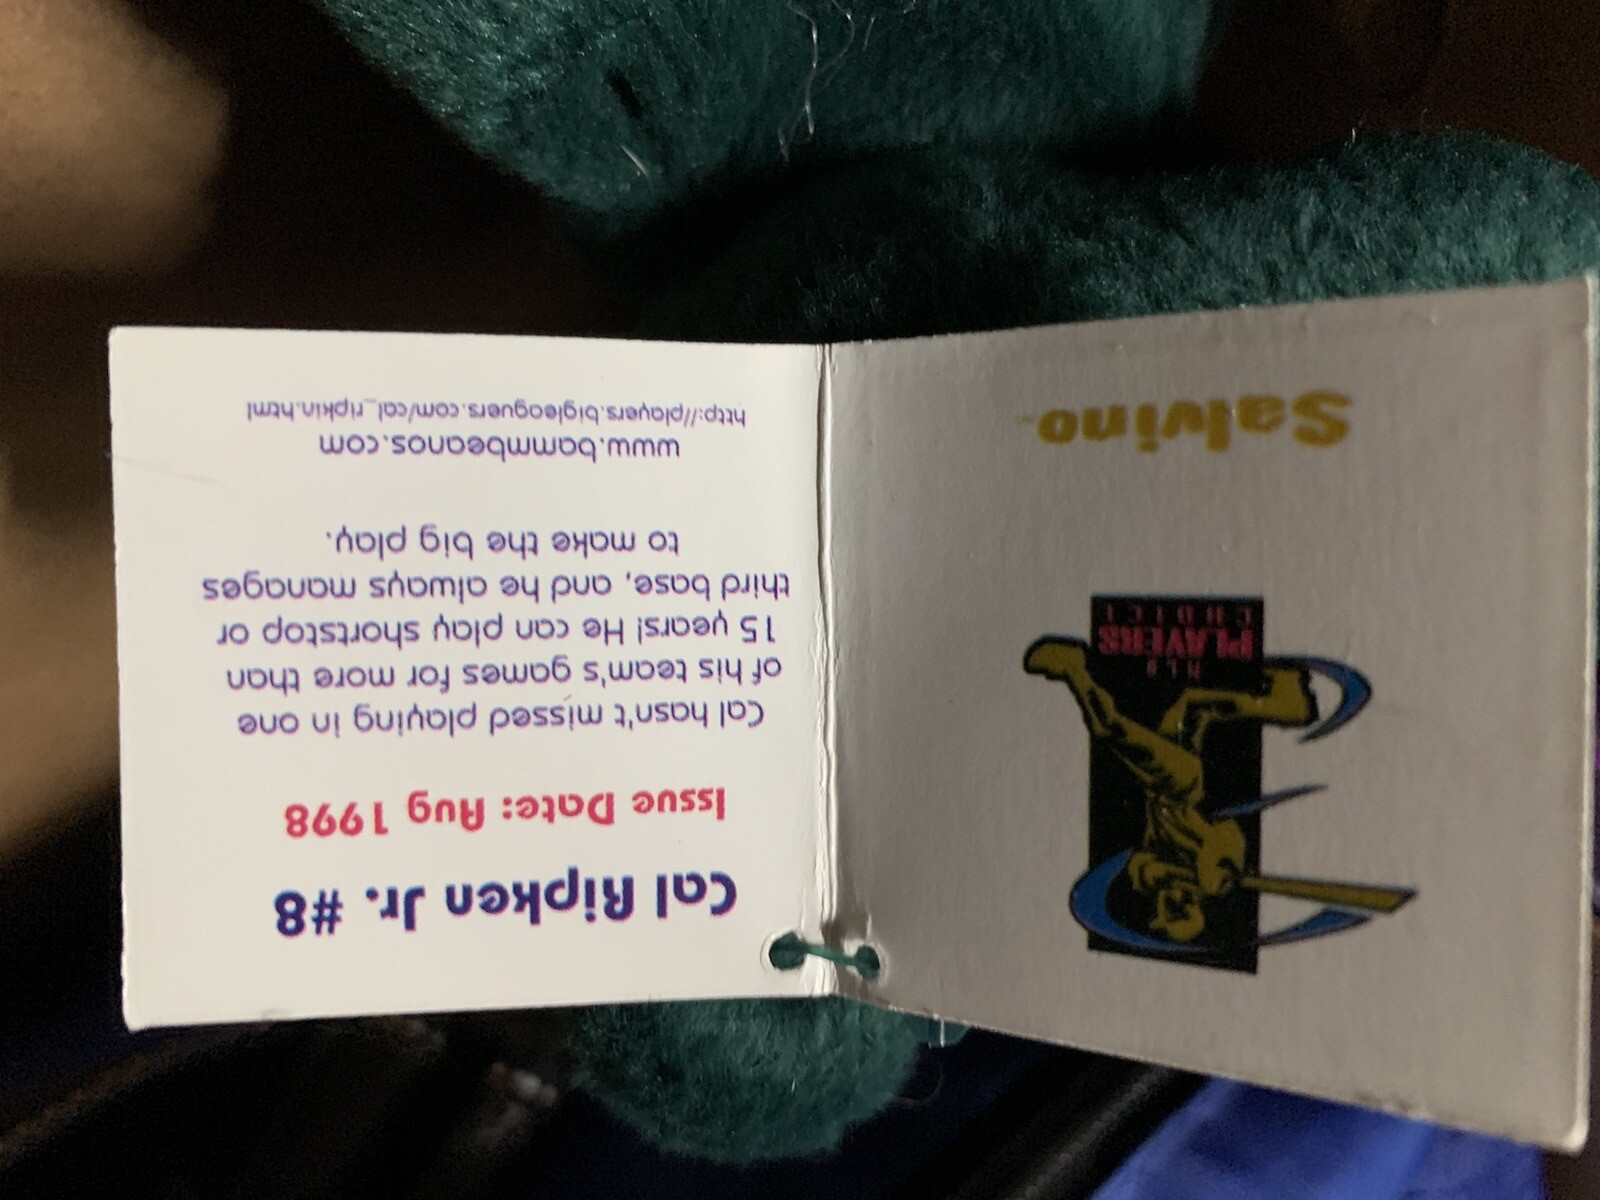 Salvino
MLB
PLAYERS
CHOICE
Cal Ripken Jr. #8
Issue Date: Aug 1998
Cal hasn't missed playing in one
of his team's games for more than
15 years! He can play shortstop or
third base, and he always manages
to make the big play.
www.bammbeanos.com
http://players.bigleaguers.com/cal_ripkin.html